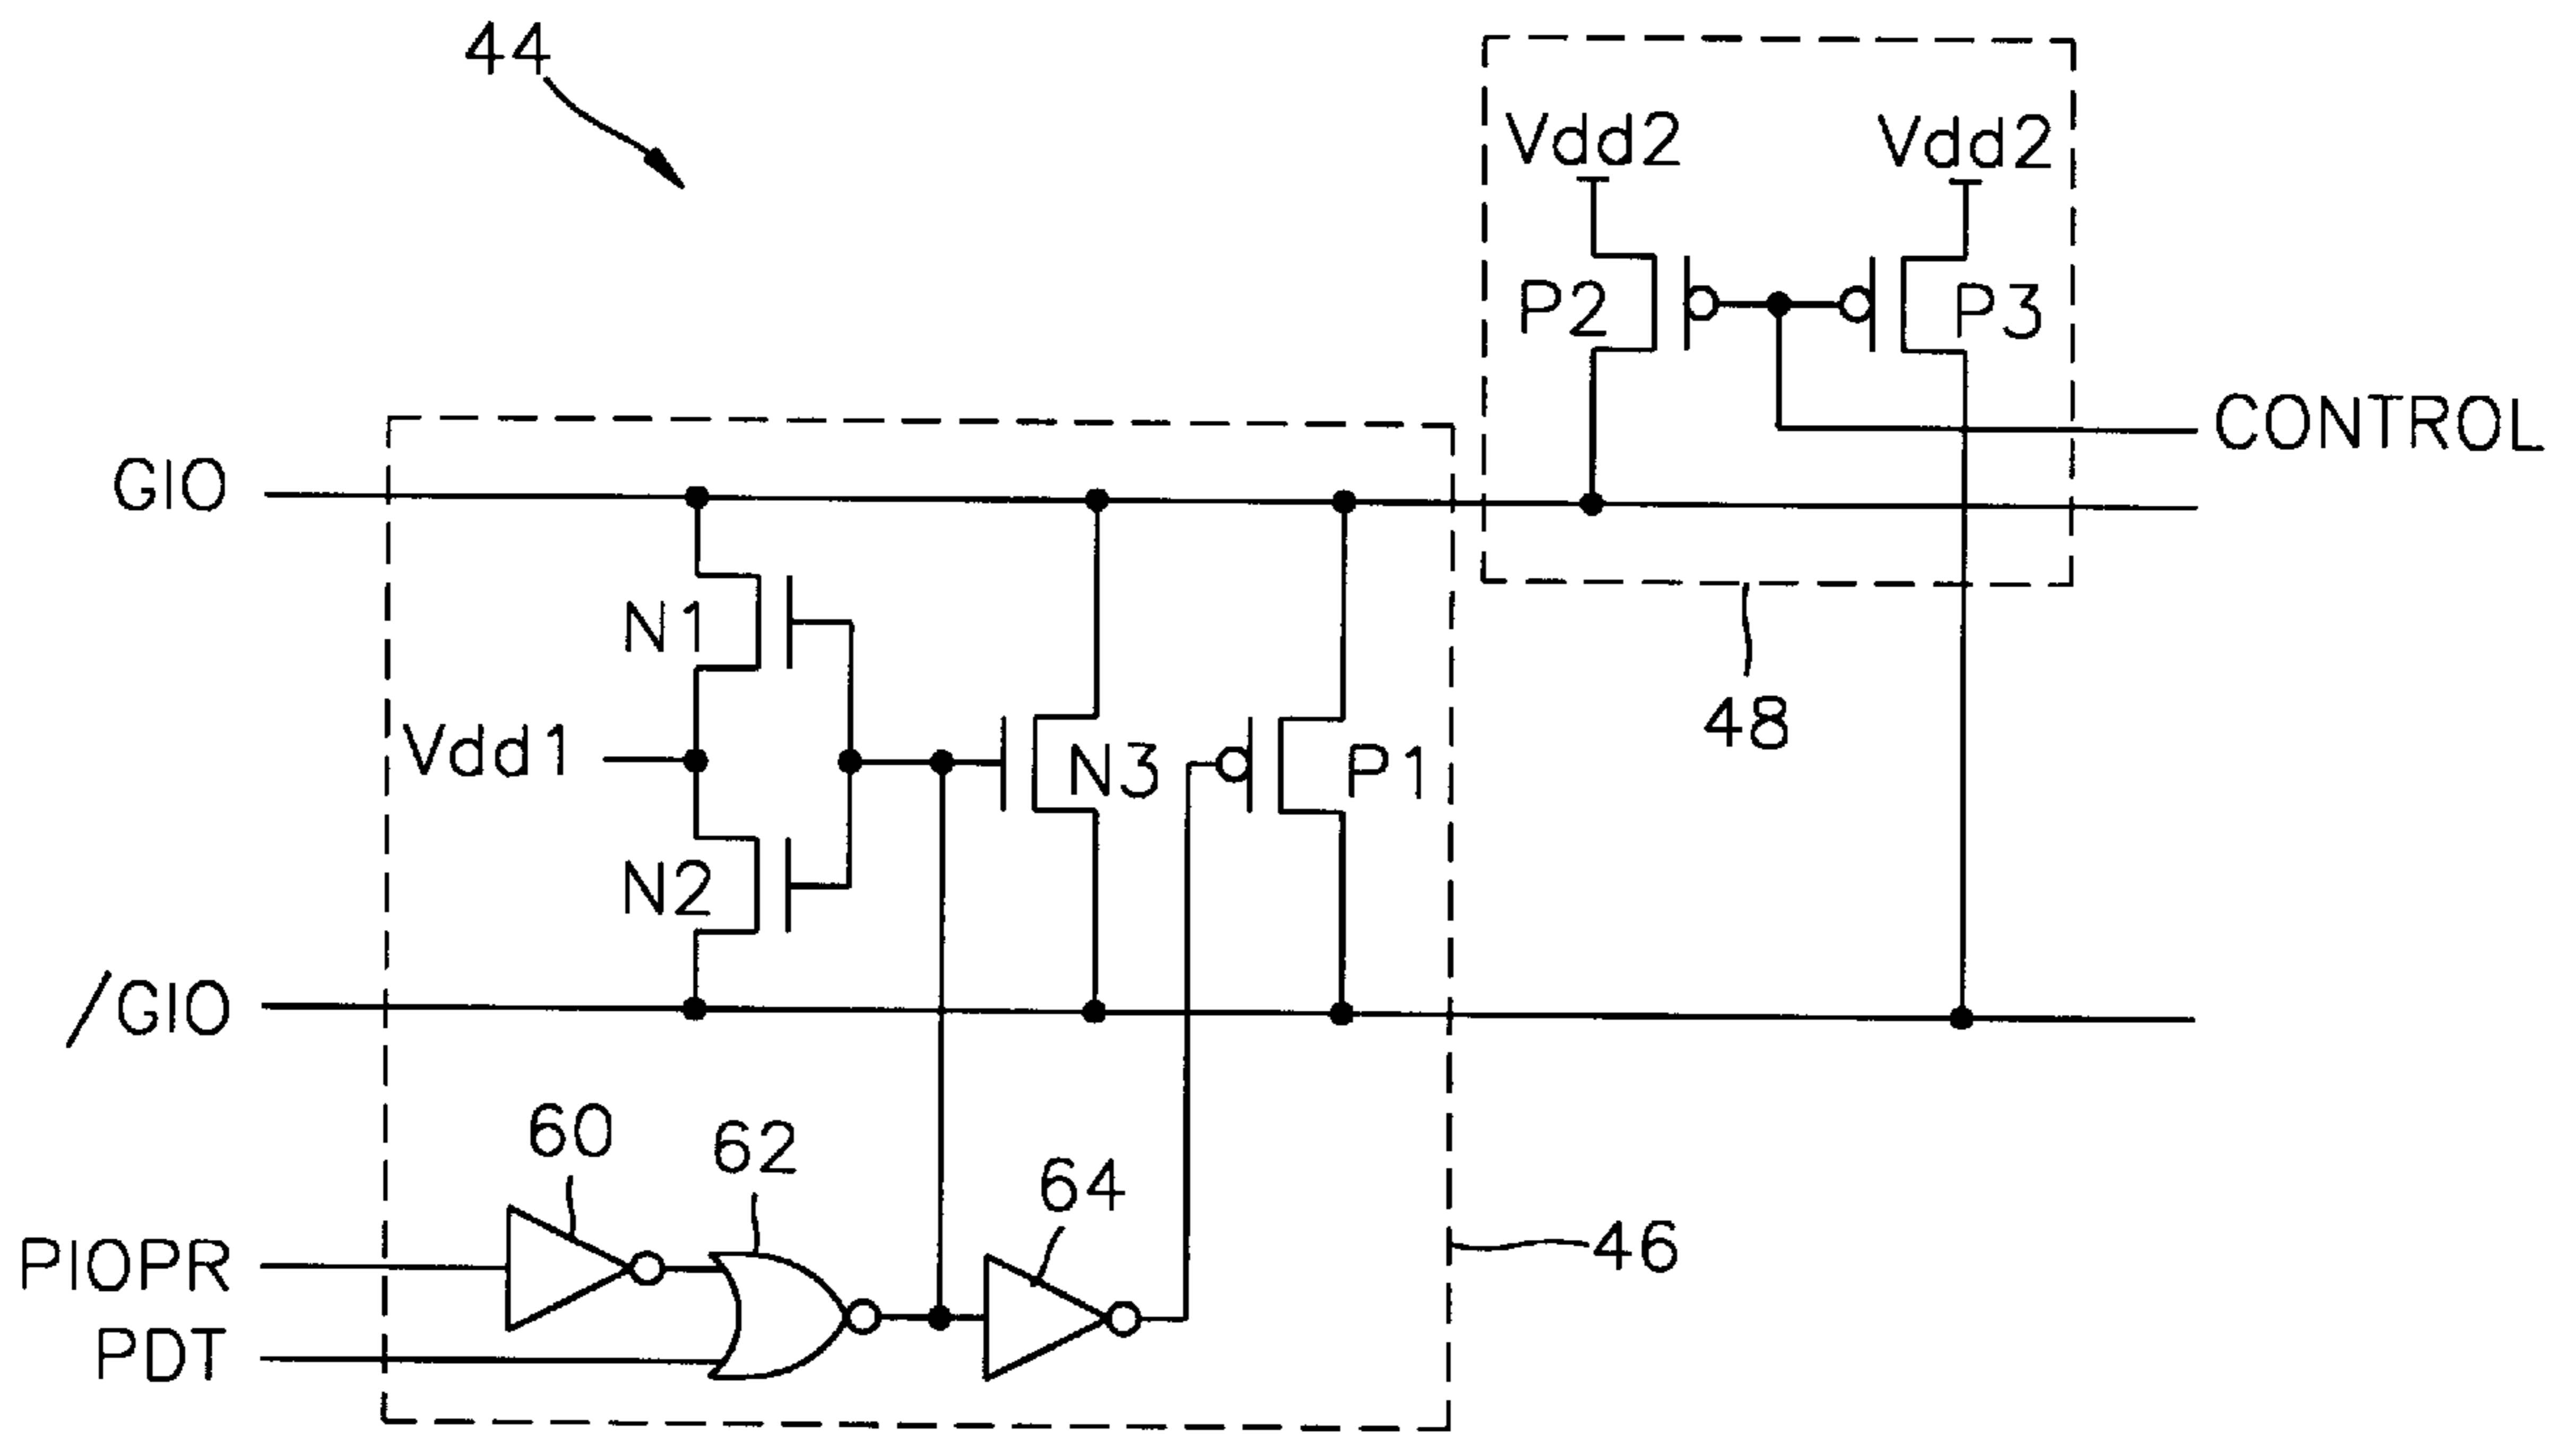 44
Vdd2
Vdd2
P2
P3
CONTROL
GIO
N1
48
Vdd1
N3
P1
N2
/GIO
60
62
64
46
PIOPR
PDT